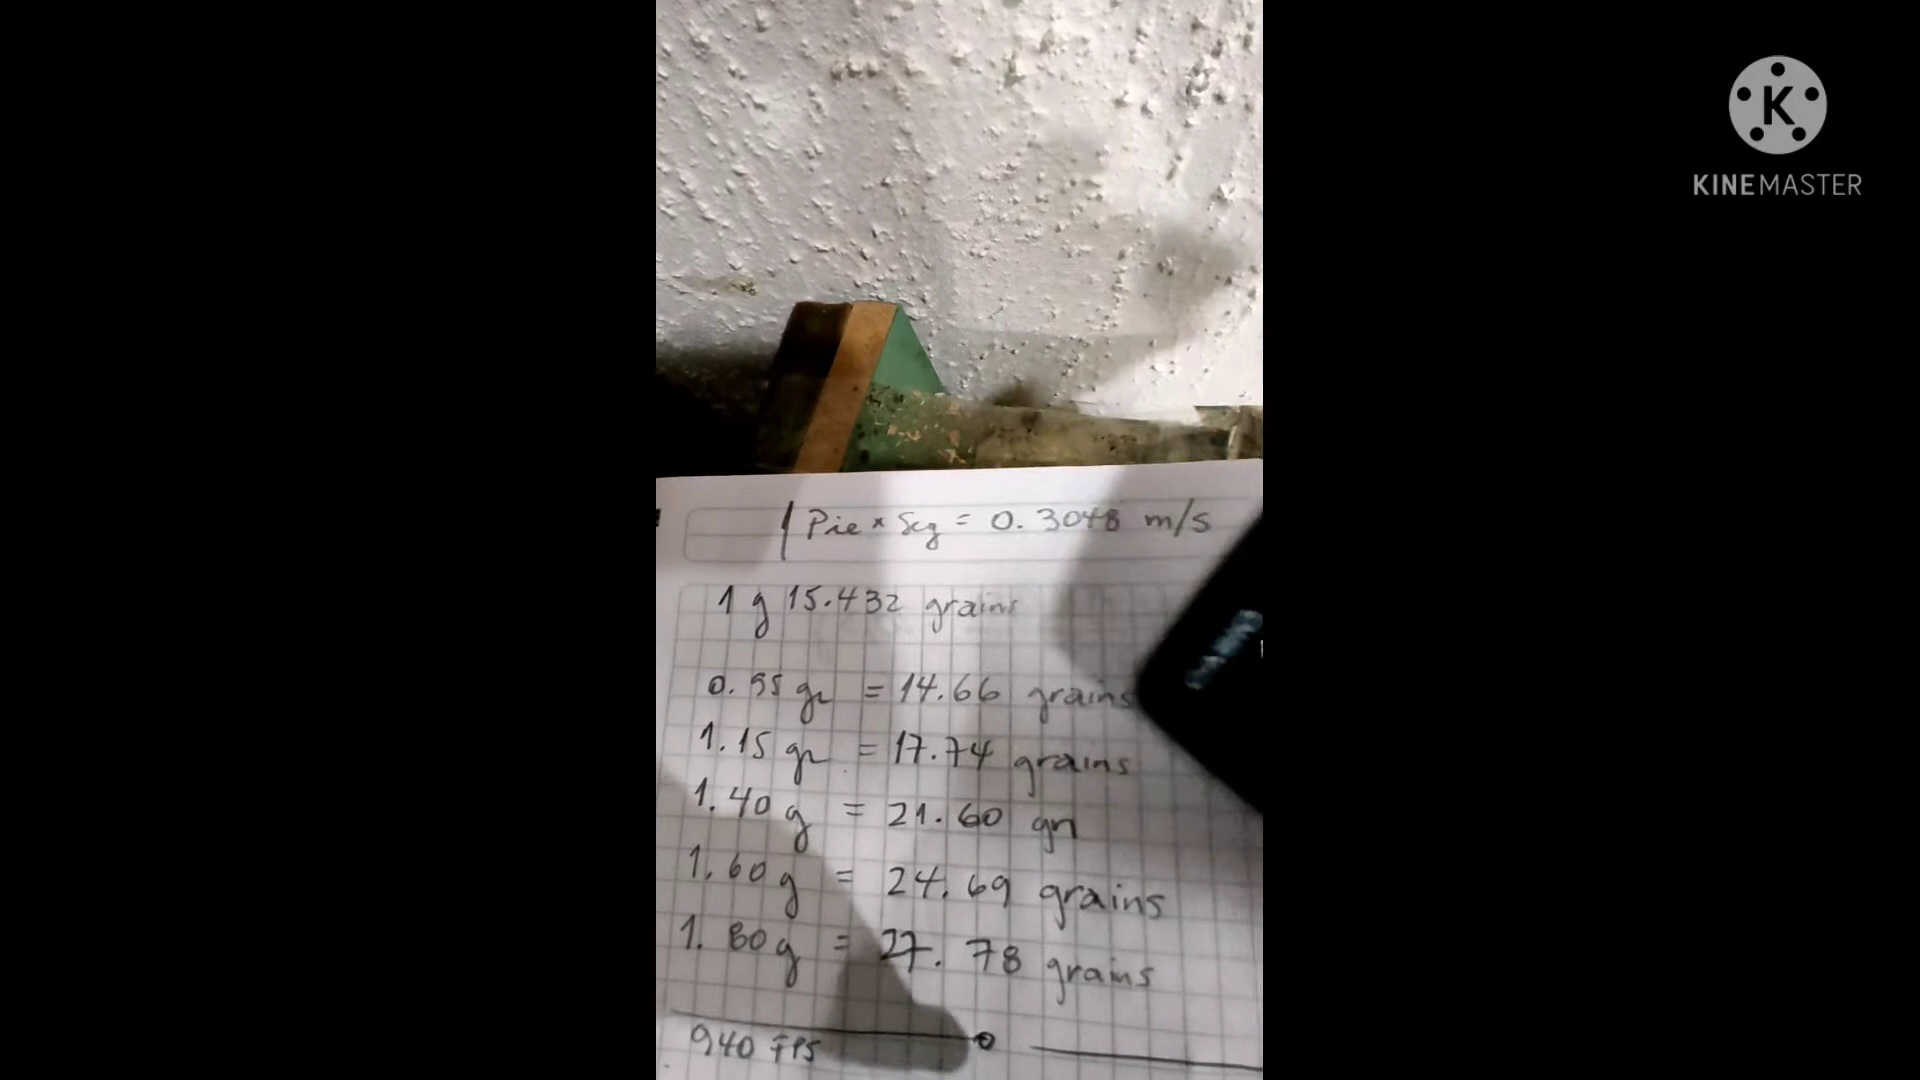 K
KINEMASTER
1 Pie x Seg = 0.3048 m/s
1 g 15.432 grains
0.95 gr = 14.66 grains
1.15 gr = 17.74 grains
1.40 g = 21.60 gn
1.60 g = 24.69 grains
1.80 g = 27.78 grains
940 FPS